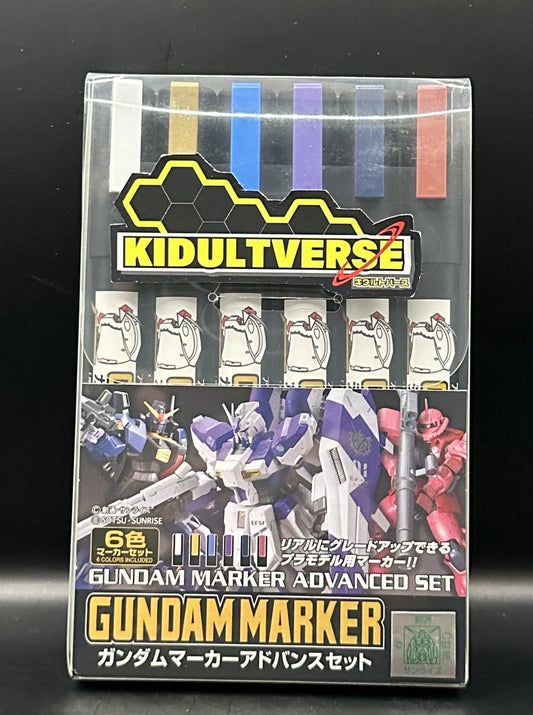 KIDULTVERSE
キダルトバース
©創通・サンライズ
©SOTSU・SUNRISE
6色
マーカーセット
6 COLORS INCLUDED
リアルにグレードアップできる
プラモデル用マーカー!!
GUNDAM MARKER ADVANCED SET
GUNDAM MARKER
ガンダムマーカーアドバンスセット
サンライズ